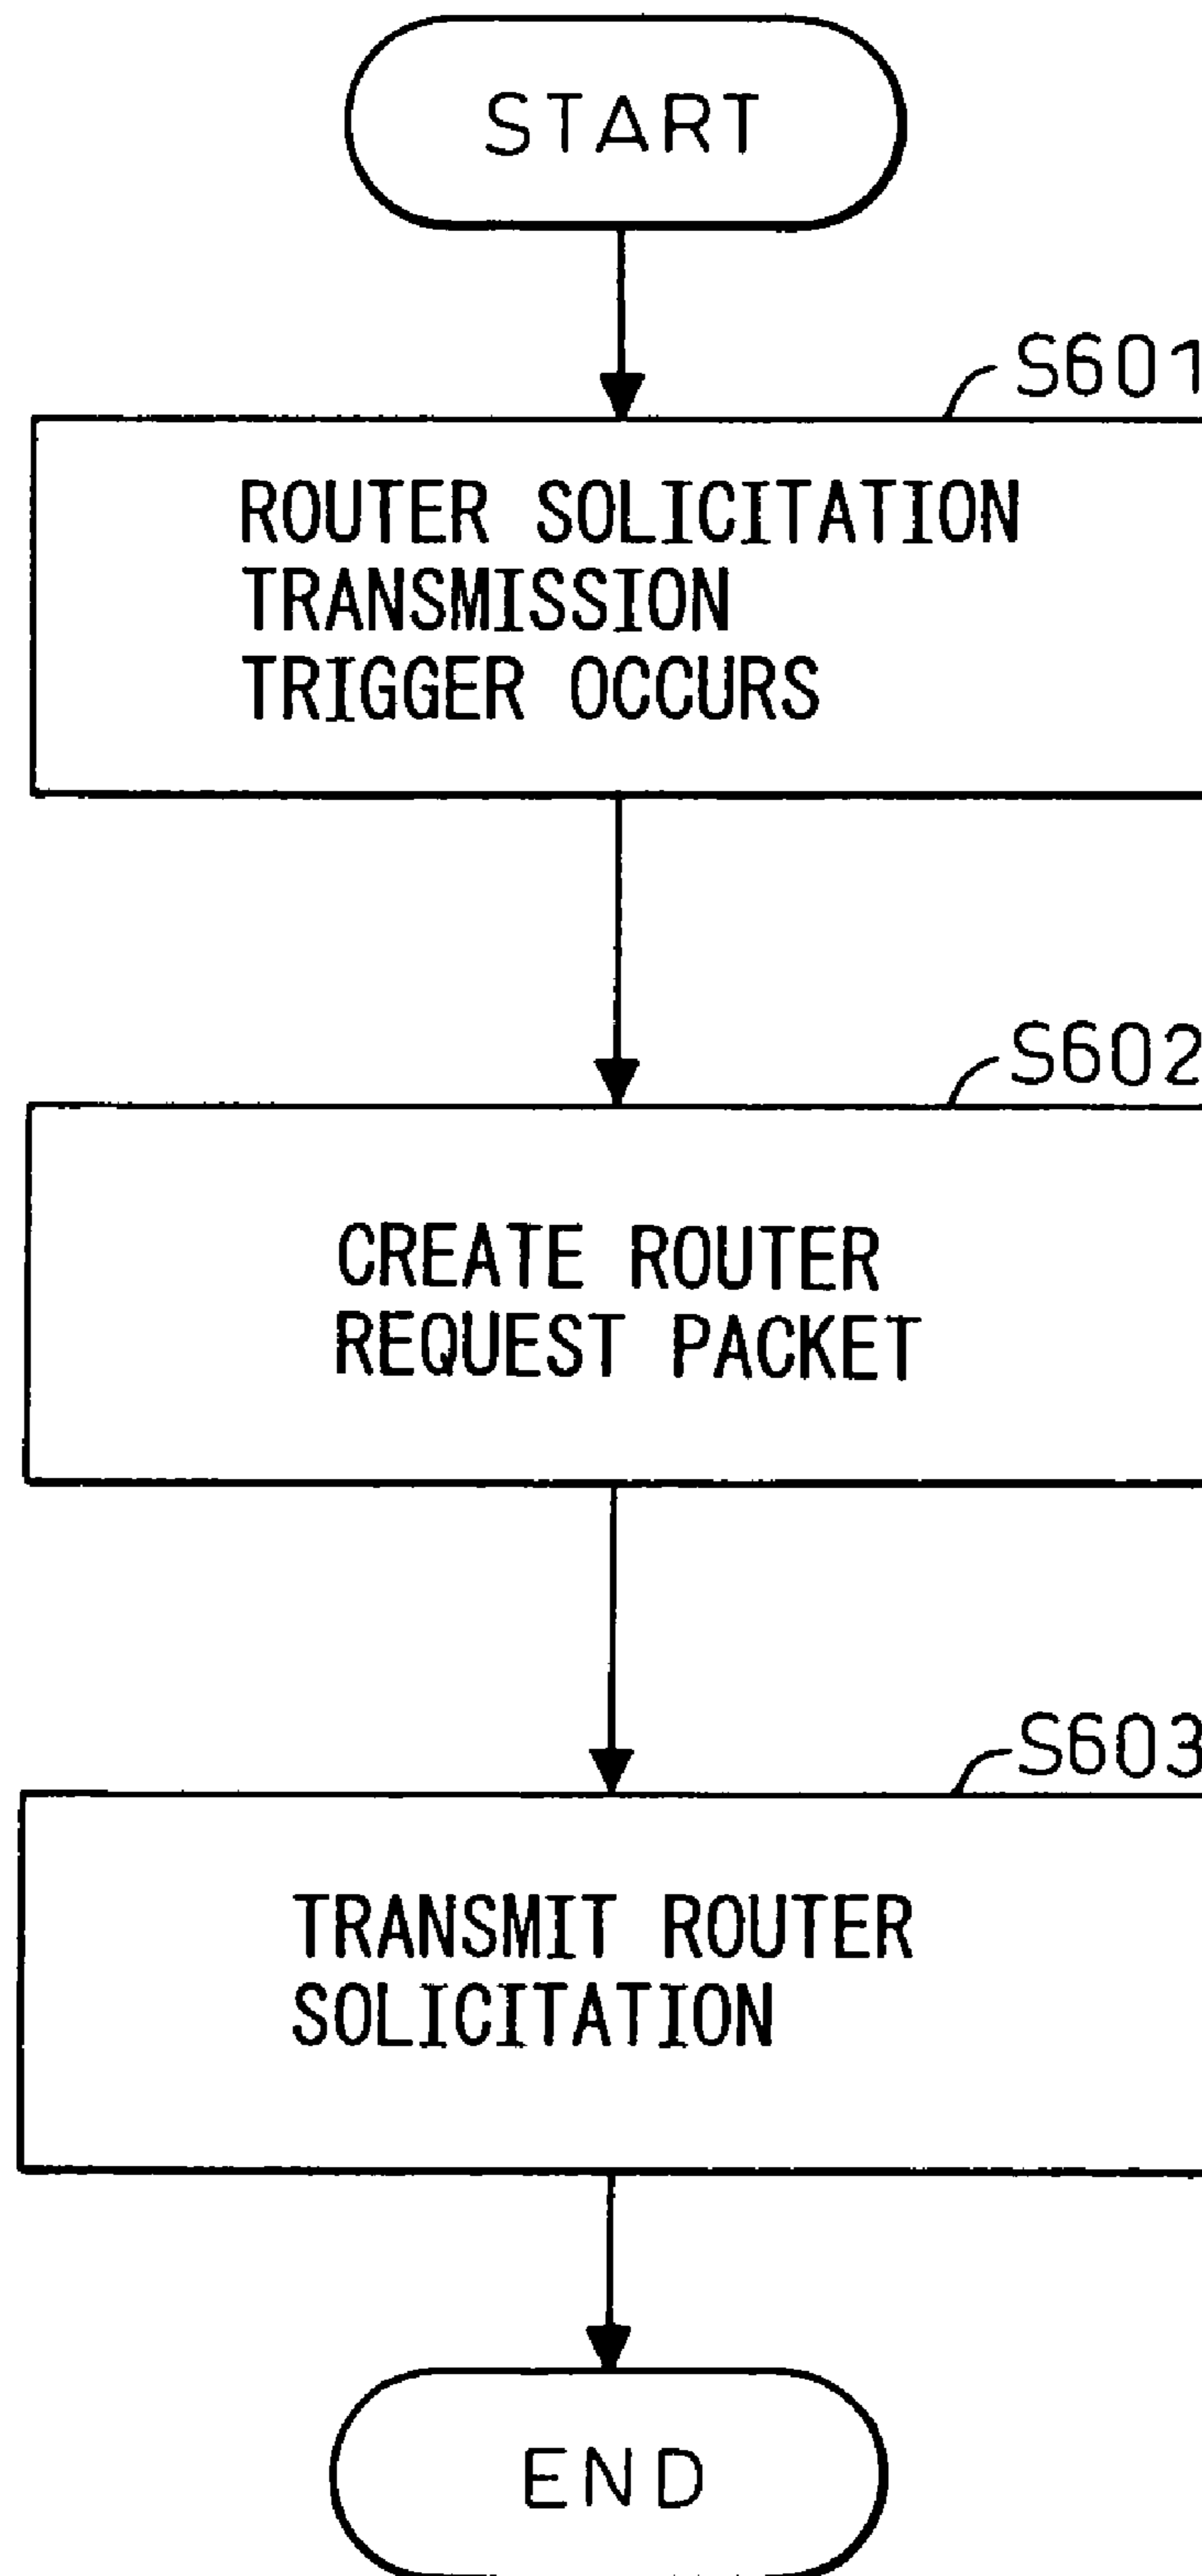 START
S601
ROUTER SOLICITATION
TRANSMISSION
TRIGGER OCCURS
S602
CREATE ROUTER
REQUEST PACKET
S603
TRANSMIT ROUTER
SOLICITATION
END